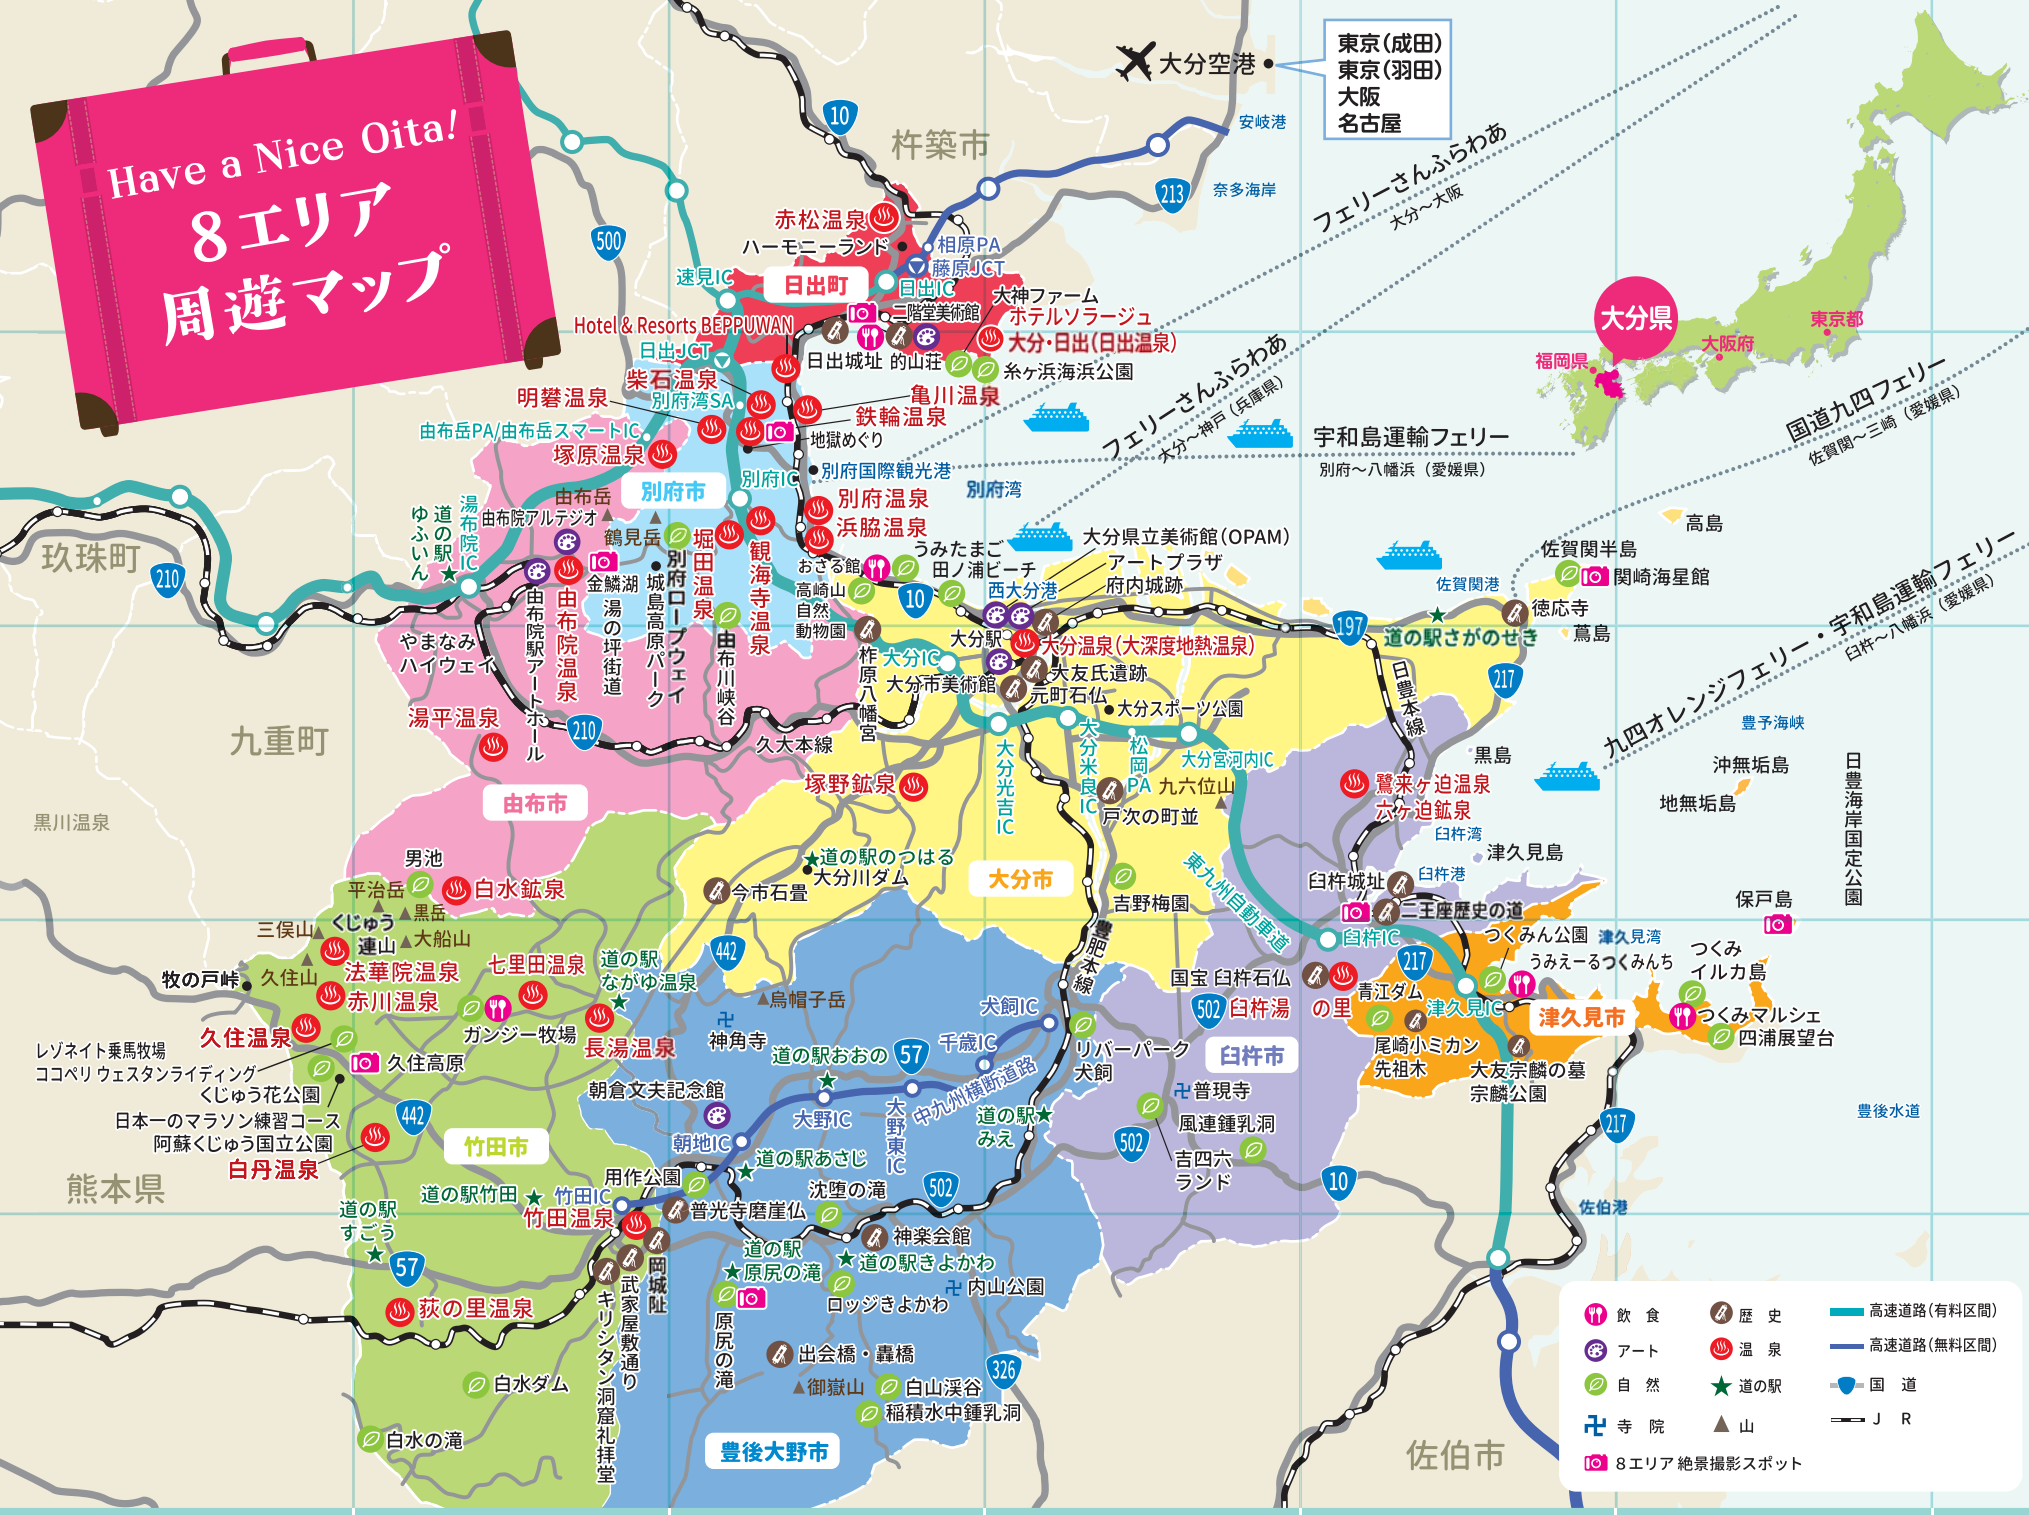 Have a Nice Oita!
8エリア
周遊マップ
大分空港
東京(成田)
東京(羽田)
大阪
名古屋
安岐港
奈多海岸
杵築市
10
213
500
フェリーさんふらわあ
大分〜大阪
フェリーさんふらわあ
大分〜神戸(兵庫県)
宇和島運輸フェリー
別府〜八幡浜(愛媛県)
国道九四フェリー
佐賀関〜三崎(愛媛県)
九四オレンジフェリー・宇和島運輸フェリー
臼杵〜八幡浜(愛媛県)
大分県
福岡県
大阪府
東京都
赤松温泉
ハーモニーランド
相原PA
藤原JCT
日出IC
速見IC
日出町
二階堂美術館
大神ファーム
ホテルソラージュ
大分・日出(日出温泉)
Hotel & Resorts BEPPUWAN
日出JCT
日出城址
的山荘
糸ヶ浜海浜公園
柴石温泉
別府湾SA
明礬温泉
亀川温泉
鉄輪温泉
地獄めぐり
由布岳PA/由布岳スマートIC
塚原温泉
別府市
別府IC
別府国際観光港
別府湾
別府温泉
浜脇温泉
由布岳
由布院アルテジオ
鶴見岳
湯布院IC
道の駅
ゆふいん
玖珠町
210
金鱗湖
城島高原パーク
別府ロープウェイ
堀田温泉
観海寺温泉
由布川峡谷
湯の坪街道
由布院温泉
由布院駅アートホール
やまなみ
ハイウェイ
湯平温泉
210
九重町
由布市
久大本線
おさる館
うみたまご
田ノ浦ビーチ
高崎山
自然
動物園
10
西大分港
大分県立美術館(OPAM)
アートプラザ
府内城跡
大分駅
大分温泉(大深度地熱温泉)
大分IC
大分市美術館
大友氏遺跡
元町石仏
柞原八幡宮
大分スポーツ公園
大分光吉IC
大分米良IC
松岡PA
大分宮河内IC
九六位山
戸次の町並
塚野鉱泉
道の駅のつはる
大分川ダム
今市石畳
大分市
吉野梅園
197
217
佐賀関港
道の駅さがのせき
佐賀関半島
関崎海星館
徳応寺
高島
蔦島
日豊本線
鷺来ヶ迫温泉
六ヶ迫鉱泉
黒島
臼杵湾
津久見島
豊予海峡
沖無垢島
地無垢島
日豊海岸国定公園
保戸島
黒川温泉
男池
平治岳
白水鉱泉
黒岳
三俣山
くじゅう
連山
大船山
牧の戸峠
久住山
法華院温泉
赤川温泉
七里田温泉
道の駅
ながゆ温泉
久住温泉
ガンジー牧場
長湯温泉
レゾネイト乗馬牧場
ココペリ ウェスタンライディング
くじゅう花公園
久住高原
日本一のマラソン練習コース
阿蘇くじゅう国立公園
白丹温泉
442
竹田市
442
烏帽子岳
神角寺
道の駅おおの
朝倉文夫記念館
57
千歳IC
犬飼IC
豊肥本線
中九州横断道路
大野IC
大野東IC
朝地IC
道の駅
みえ
道の駅あさじ
リバーパーク
犬飼
臼杵城址
臼杵港
二王座歴史の道
東九州自動車道
臼杵IC
つくみん公園
津久見湾
うみえーるつくみんち
つくみ
イルカ島
国宝 臼杵石仏
502
臼杵湯の里
青江ダム
217
津久見IC
津久見市
つくみマルシェ
四浦展望台
尾崎小ミカン
先祖木
大友宗麟の墓
宗麟公園
臼杵市
普現寺
風連鍾乳洞
502
吉四六
ランド
10
217
豊後水道
佐伯港
佐伯市
熊本県
道の駅
すごう
57
道の駅竹田
竹田IC
竹田温泉
用作公園
普光寺磨崖仏
沈堕の滝
502
神楽会館
道の駅
原尻の滝
道の駅きよかわ
ロッジきよかわ
内山公園
岡城址
武家屋敷通り
キリシタン洞窟礼拝堂
原尻の滝
荻の里温泉
白水ダム
白水の滝
出会橋・轟橋
御嶽山
白山渓谷
稲積水中鍾乳洞
326
豊後大野市
飲 食
アート
自 然
寺 院
8エリア 絶景撮影スポット
歴 史
温 泉
道の駅
山
高速道路(有料区間)
高速道路(無料区間)
国 道
J R